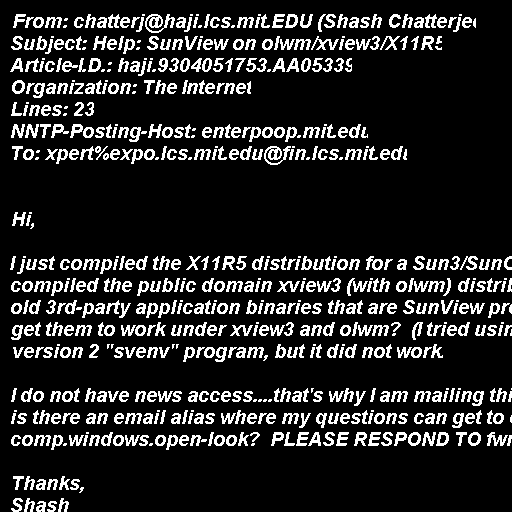 From: chatterj@haji.lcs.mit.EDU (Shash Chatterjee
Subject: Help: SunView on olwm/xview3/X11R5
Article-I.D.: haji.9304051753.AA05339
Organization: The Internet
Lines: 23
NNTP-Posting-Host: enterpoop.mit.edu
To: xpert%expo.lcs.mit.edu@fin.lcs.mit.edu
Hi,
I just compiled the X11R5 distribution for a Sun3/SunO
compiled the public domain xview3 (with olwm) distrib
old 3rd-party application binaries that are SunView pro
get them to work under xview3 and olwm?  (I tried usin
version 2 "svenv" program, but it did not work.
I do not have news access....that's why I am mailing thi
is there an email alias where my questions can get to
comp.windows.open-look?  PLEASE RESPOND TO fwr
Thanks,
Shash